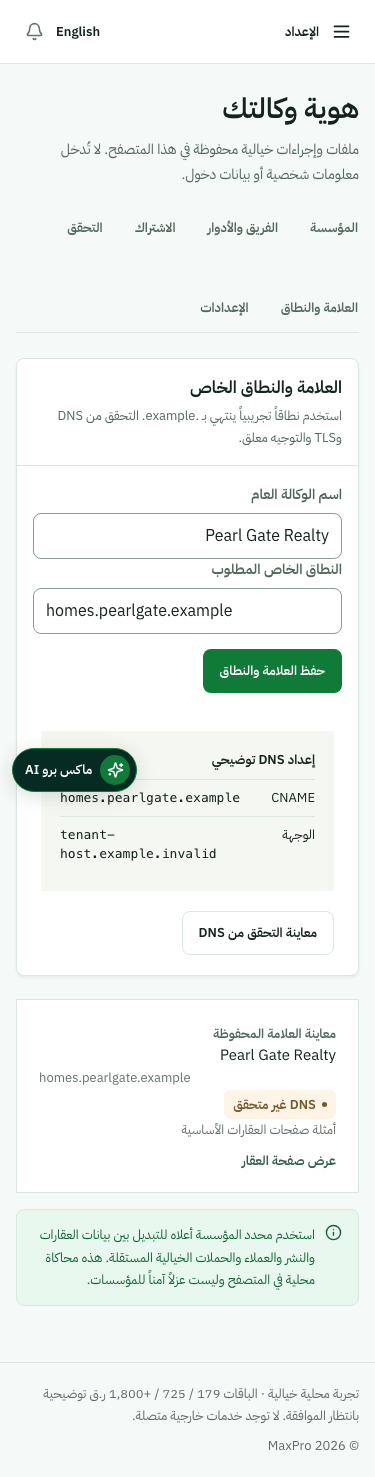 الإعداد
English
هوية وكالتك
ملفات وإجراءات خيالية محفوظة في هذا المتصفح. لا تُدخل
معلومات شخصية أو بيانات دخول.
المؤسسة
الفريق والأدوار
الاشتراك
التحقق
العلامة والنطاق
الإعدادات
العلامة والنطاق الخاص
استخدم نطاقاً تجريبياً ينتهي بـ .example. التحقق من DNS
وTLS والتوجيه معلق.
اسم الوكالة العام
Pearl Gate Realty
النطاق الخاص المطلوب
homes.pearlgate.example
حفظ العلامة والنطاق
إعداد DNS توضيحي
ماكس برو AI
CNAME homes.pearlgate.example
الوجهة tenant-
host.example.invalid
معاينة التحقق من DNS
معاينة العلامة المحفوظة
Pearl Gate Realty
homes.pearlgate.example
DNS غير متحقق
أمثلة صفحات العقارات الأساسية
عرض صفحة العقار
استخدم محدد المؤسسة أعلاه للتبديل بين بيانات العقارات
والنشر والعملاء والحملات الخيالية المستقلة. هذه محاكاة
محلية في المتصفح وليست عزلاً آمناً للمؤسسات.
تجربة محلية خيالية · الباقات 179 / 725 / +1,800 ر.ق توضيحية
بانتظار الموافقة. لا توجد خدمات خارجية متصلة.
© 2026 MaxPro